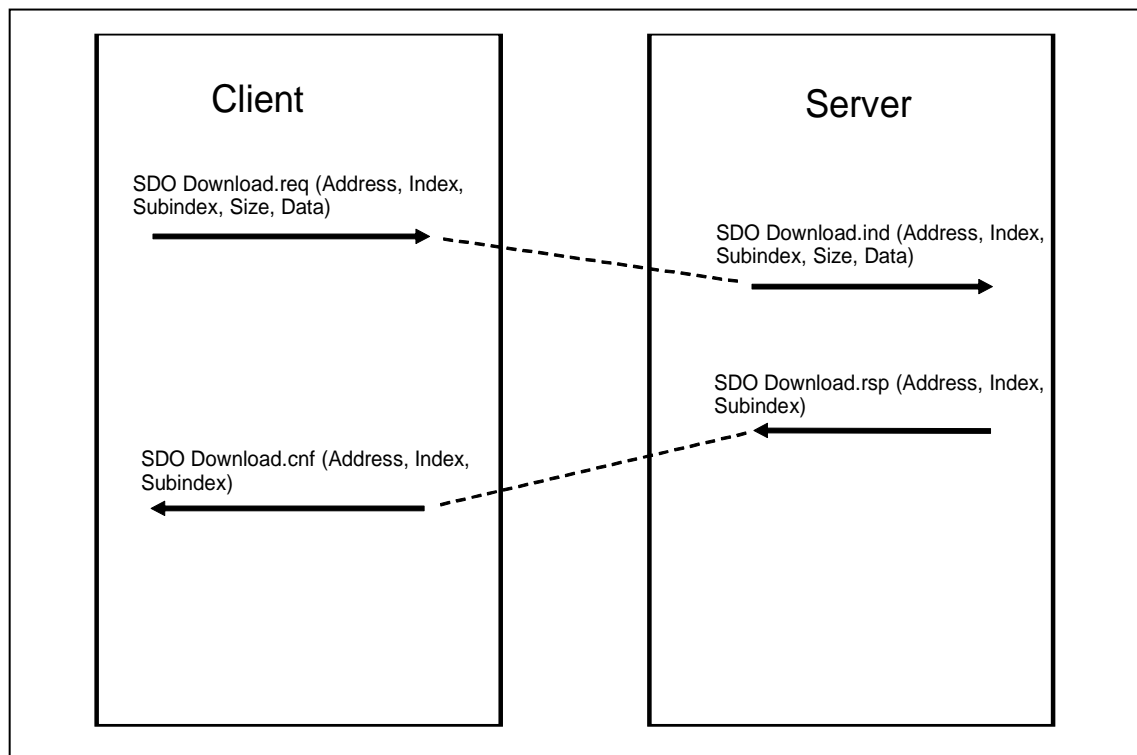 Client
Server
SDO Download.req (Address, Index,
Subindex, Size, Data)
SDO Download.ind (Address, Index,
Subindex, Size, Data)
SDO Download.rsp (Address, Index,
Subindex)
SDO Download.cnf (Address, Index,
Subindex)